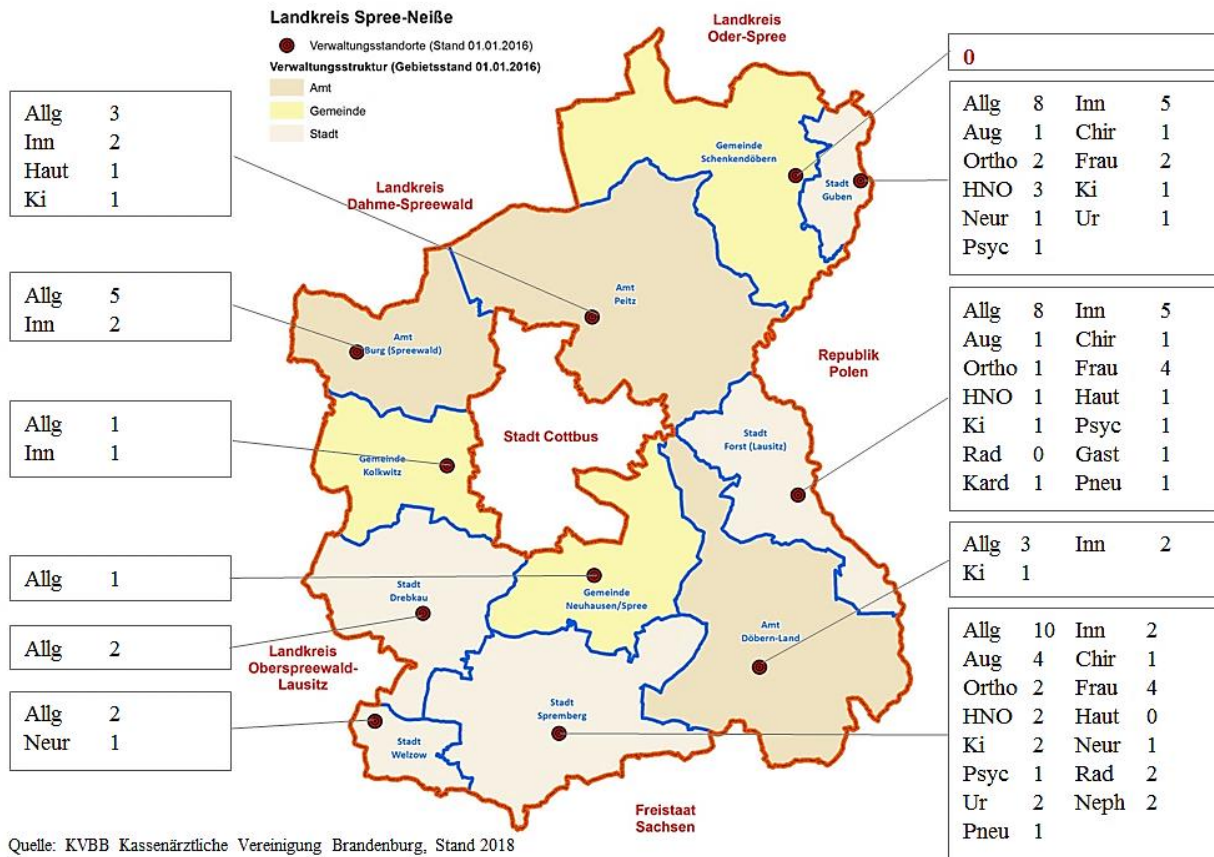 Landkreis Spree-Neiße
Verwaltungsstandorte (Stand 01.01.2016)
Verwaltungsstruktur (Gebietsstand 01.01.2016)
Amt
Gemeinde
Stadt
Landkreis
Oder-Spree
Landkreis
Dahme-Spreewald
Republik
Polen
Freistaat
Sachsen
Landkreis
Oberspreewald-
Lausitz
Stadt Cottbus
Gemeinde
Schenkendöbern
Stadt
Guben
Amt
Peitz
Amt
Burg (Spreewald)
Gemeinde
Kolkwitz
Stadt
Forst (Lausitz)
Stadt
Drebkau
Gemeinde
Neuhausen/Spree
Amt
Döbern-Land
Stadt
Spremberg
Stadt
Welzow
Allg 3
Inn 2
Haut 1
Ki 1
Allg 5
Inn 2
Allg 1
Inn 1
Allg 1
Allg 2
Allg 2
Neur 1
0
Allg 8 Inn 5
Aug 1 Chir 1
Ortho 2 Frau 2
HNO 3 Ki 1
Neur 1 Ur 1
Psyc 1
Allg 8 Inn 5
Aug 1 Chir 1
Ortho 1 Frau 4
HNO 1 Haut 1
Ki 1 Psyc 1
Rad 0 Gast 1
Kard 1 Pneu 1
Allg 3 Inn 2
Ki 1
Allg 10 Inn 2
Aug 4 Chir 1
Ortho 2 Frau 4
HNO 2 Haut 0
Ki 2 Neur 1
Psyc 1 Rad 2
Ur 2 Neph 2
Pneu 1
Quelle: KVBB Kassenärztliche Vereinigung Brandenburg, Stand 2018